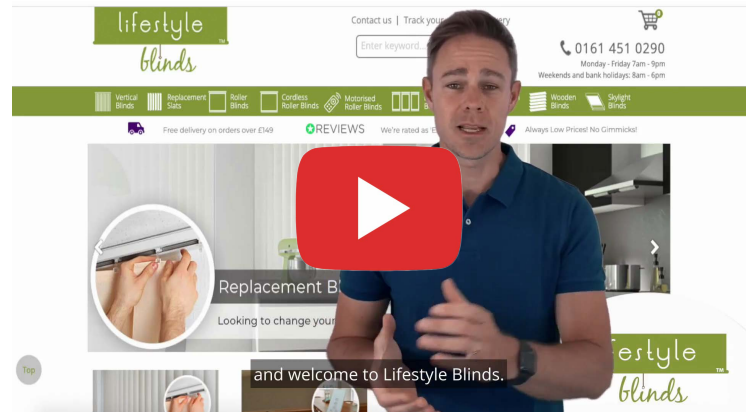 lifestyle
blinds
TM
Contact us | Track your
Enter keyword...
0
0161 451 0290
Monday - Friday 7am - 9pm
Weekends and bank holidays: 8am - 6pm
Vertical
Blinds
Replacement
Slats
Roller
Blinds
Cordless
Roller Blinds
Motorised
Roller Blinds
Wooden
Blinds
Skylight
Blinds
Free delivery on orders over £149
REVIEWS
We're rated as
Always Low Prices! No Gimmicks!
Replacement
Looking to change your
Top
and welcome to Lifestyle Blinds.
estyle
TM
blinds